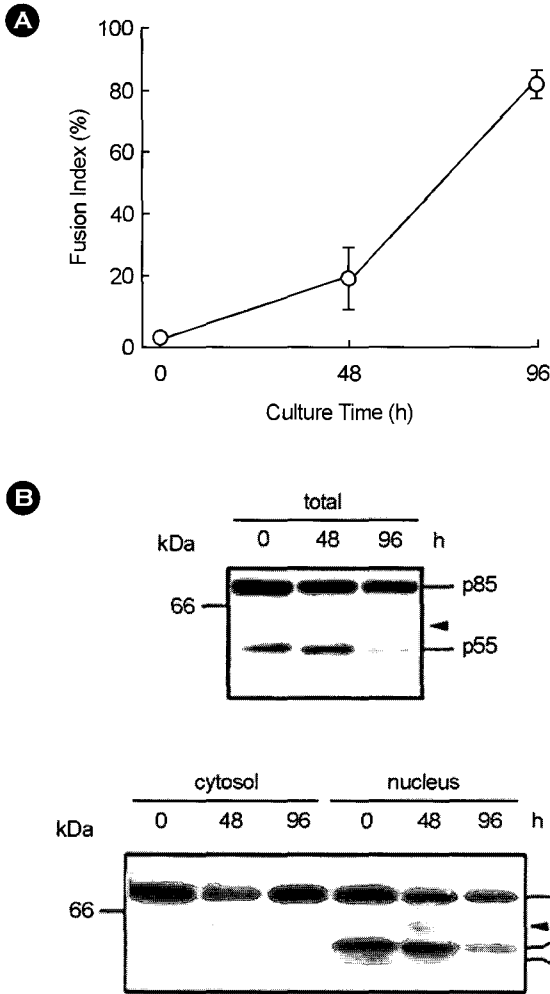 A
100
80
60
40
20
0
Fusion Index (%)
0 48 96
Culture Time (h)
B
total
kDa 0 48 96 h
p85
66
p55
cytosol nucleus
kDa 0 48 96 0 48 96 h
66